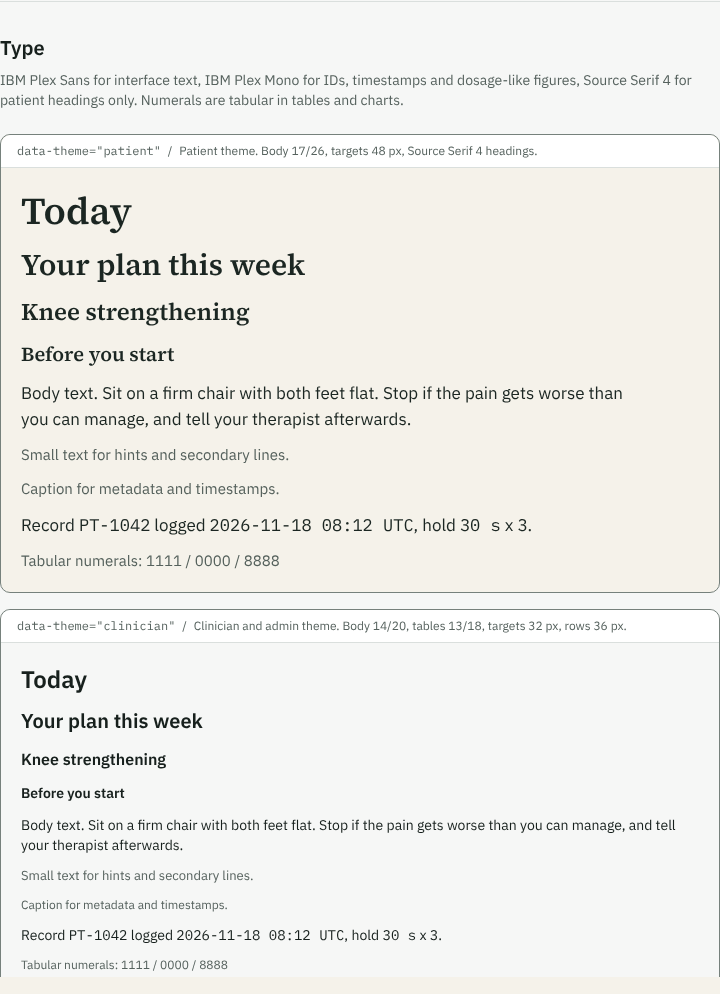 Type
IBM Plex Sans for interface text, IBM Plex Mono for IDs, timestamps and dosage-like figures, Source Serif 4 for
patient headings only. Numerals are tabular in tables and charts.
data-theme="patient" / Patient theme. Body 17/26, targets 48 px, Source Serif 4 headings.
Today
Your plan this week
Knee strengthening
Before you start
Body text. Sit on a firm chair with both feet flat. Stop if the pain gets worse than
you can manage, and tell your therapist afterwards.
Small text for hints and secondary lines.
Caption for metadata and timestamps.
Record PT-1042 logged 2026-11-18 08:12 UTC, hold 30 s x 3.
Tabular numerals: 1111 / 0000 / 8888
data-theme="clinician" / Clinician and admin theme. Body 14/20, tables 13/18, targets 32 px, rows 36 px.
Today
Your plan this week
Knee strengthening
Before you start
Body text. Sit on a firm chair with both feet flat. Stop if the pain gets worse than you can manage, and tell
your therapist afterwards.
Small text for hints and secondary lines.
Caption for metadata and timestamps.
Record PT-1042 logged 2026-11-18 08:12 UTC, hold 30 s x 3.
Tabular numerals: 1111 / 0000 / 8888